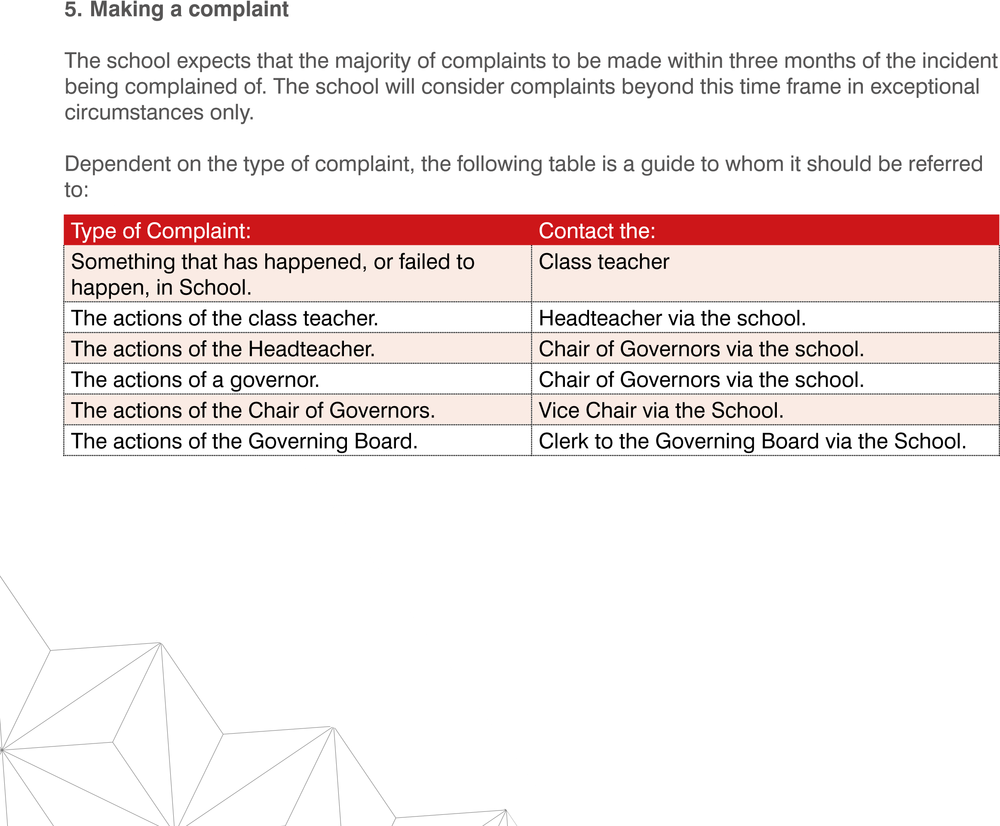 5. Making a complaint
The school expects that the majority of complaints to be made within three months of the incident
being complained of. The school will consider complaints beyond this time frame in exceptional
circumstances only.
Dependent on the type of complaint, the following table is a guide to whom it should be referred
to:
Type of Complaint: Contact the:
Something that has happened, or failed to Class teacher
happen, in School.
The actions of the class teacher. Headteacher via the school.
The actions of the Headteacher. Chair of Governors via the school.
The actions of a governor. Chair of Governors via the school.
The actions of the Chair of Governors. Vice Chair via the School.
The actions of the Governing Board. Clerk to the Governing Board via the School.